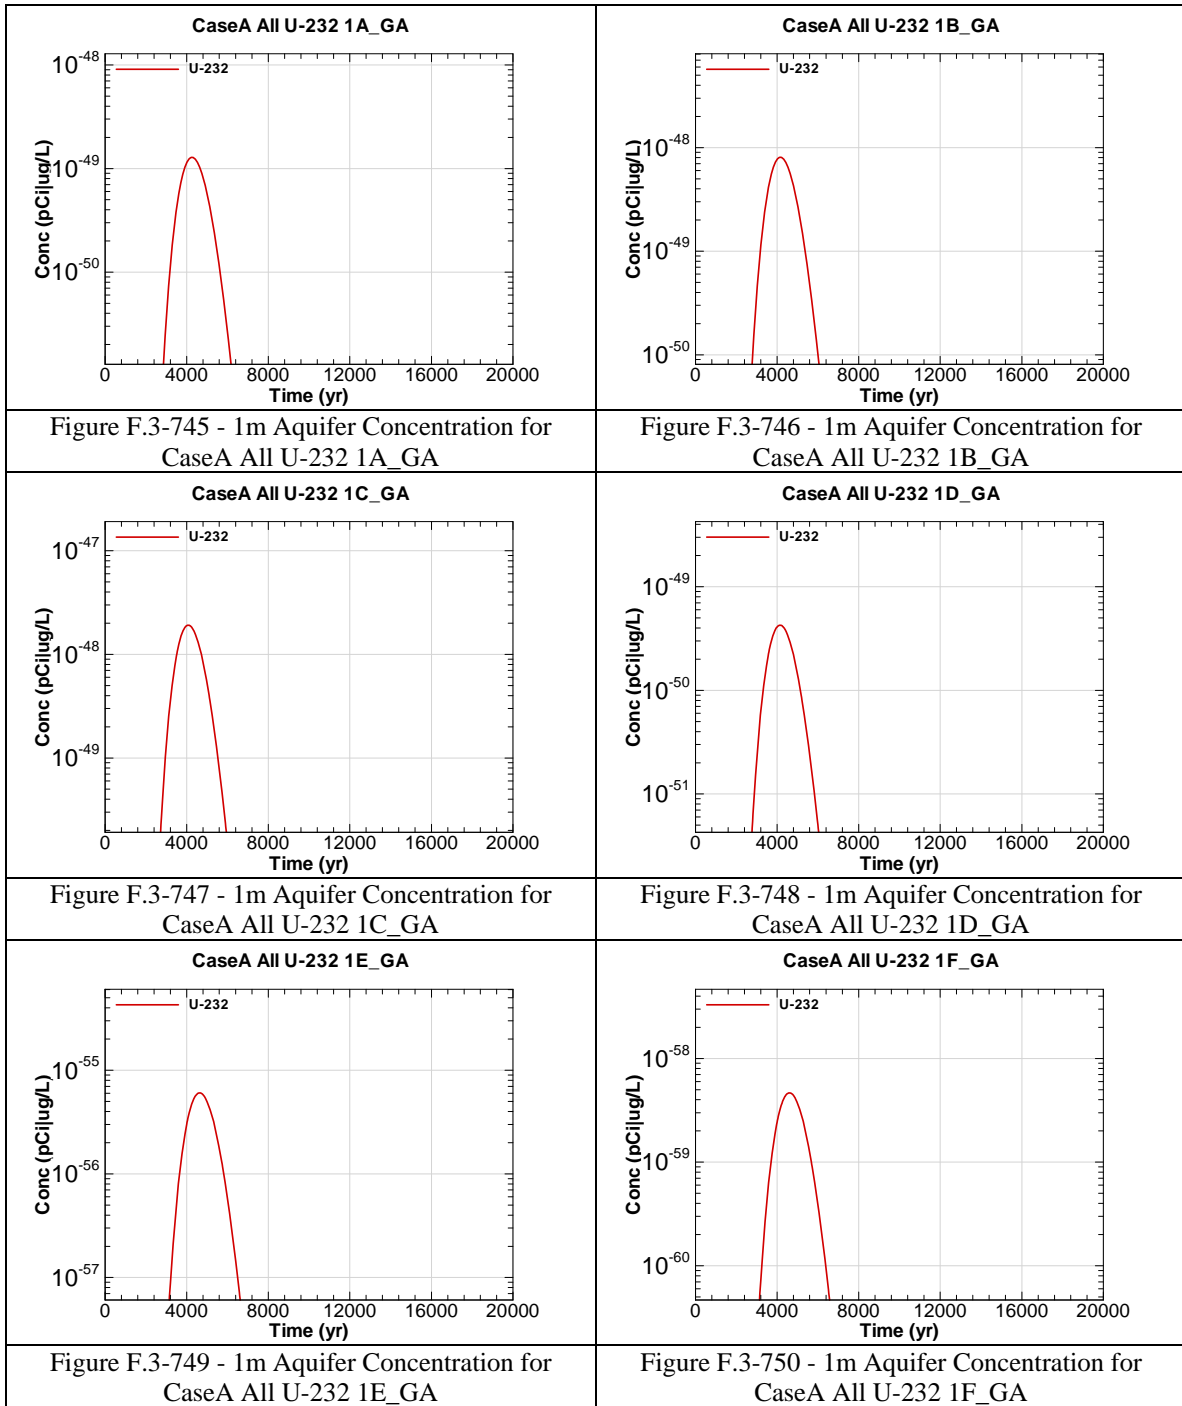 CaseA All U-232 1A_GA
U-232
10^-48
10^-49
10^-50
Conc (pCi|ug/L)
0 4000 8000 12000 16000 20000
Time (yr)
Figure F.3-745 - 1m Aquifer Concentration for
CaseA All U-232 1A_GA
CaseA All U-232 1B_GA
U-232
10^-48
10^-49
10^-50
Conc (pCi|ug/L)
0 4000 8000 12000 16000 20000
Time (yr)
Figure F.3-746 - 1m Aquifer Concentration for
CaseA All U-232 1B_GA
CaseA All U-232 1C_GA
U-232
10^-47
10^-48
10^-49
Conc (pCi|ug/L)
0 4000 8000 12000 16000 20000
Time (yr)
Figure F.3-747 - 1m Aquifer Concentration for
CaseA All U-232 1C_GA
CaseA All U-232 1D_GA
U-232
10^-49
10^-50
10^-51
Conc (pCi|ug/L)
0 4000 8000 12000 16000 20000
Time (yr)
Figure F.3-748 - 1m Aquifer Concentration for
CaseA All U-232 1D_GA
CaseA All U-232 1E_GA
U-232
10^-55
10^-56
10^-57
Conc (pCi|ug/L)
0 4000 8000 12000 16000 20000
Time (yr)
Figure F.3-749 - 1m Aquifer Concentration for
CaseA All U-232 1E_GA
CaseA All U-232 1F_GA
U-232
10^-58
10^-59
10^-60
Conc (pCi|ug/L)
0 4000 8000 12000 16000 20000
Time (yr)
Figure F.3-750 - 1m Aquifer Concentration for
CaseA All U-232 1F_GA